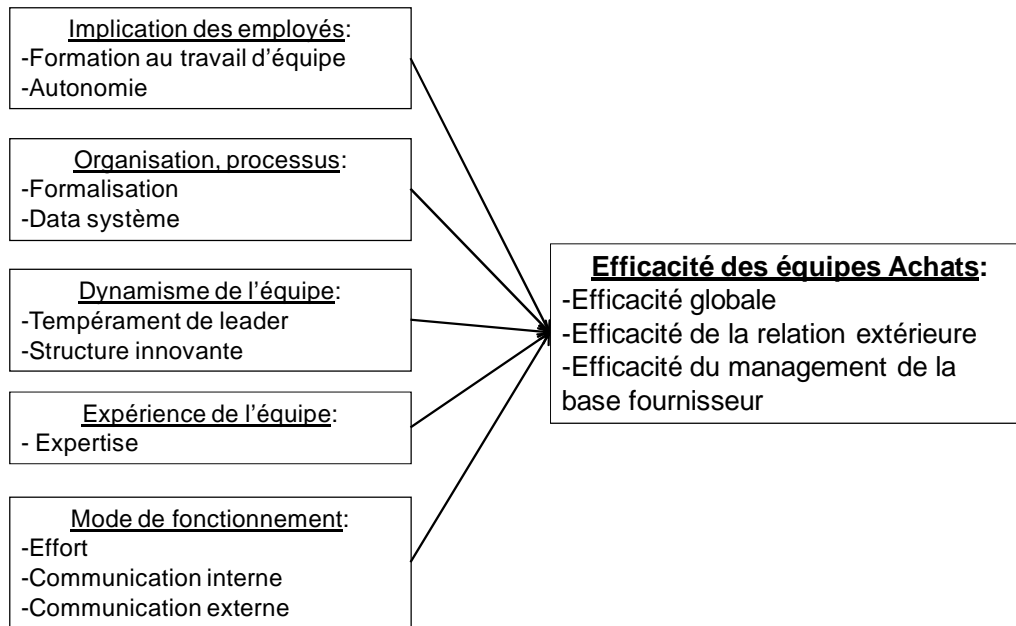 Implication des employés:
-Formation au travail d’équipe
-Autonomie
Organisation, processus:
-Formalisation
-Data système
Dynamisme de l’équipe:
-Tempérament de leader
-Structure innovante
Expérience de l’équipe:
- Expertise
Mode de fonctionnement:
-Effort
-Communication interne
-Communication externe
Efficacité des équipes Achats:
-Efficacité globale
-Efficacité de la relation extérieure
-Efficacité du management de la
base fournisseur